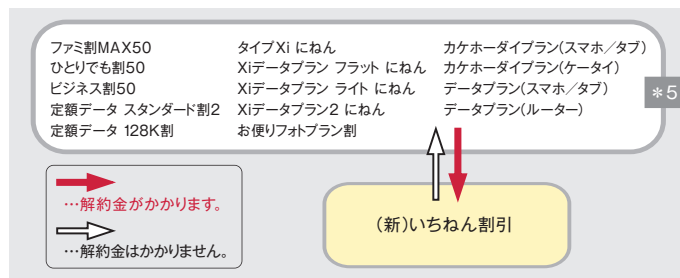 ファミ割MAX50
ひとりでも割50
ビジネス割50
定額データ スタンダード割2
定額データ 128K割
タイプXi にねん
Xiデータプラン フラット にねん
Xiデータプラン ライト にねん
Xiデータプラン2 にねん
お便りフォトプラン割
カケホーダイプラン(スマホ／タブ)
カケホーダイプラン(ケータイ)
データプラン(スマホ／タブ)
データプラン(ルーター)
＊5
…解約金がかかります。
…解約金はかかりません。
(新)いちねん割引